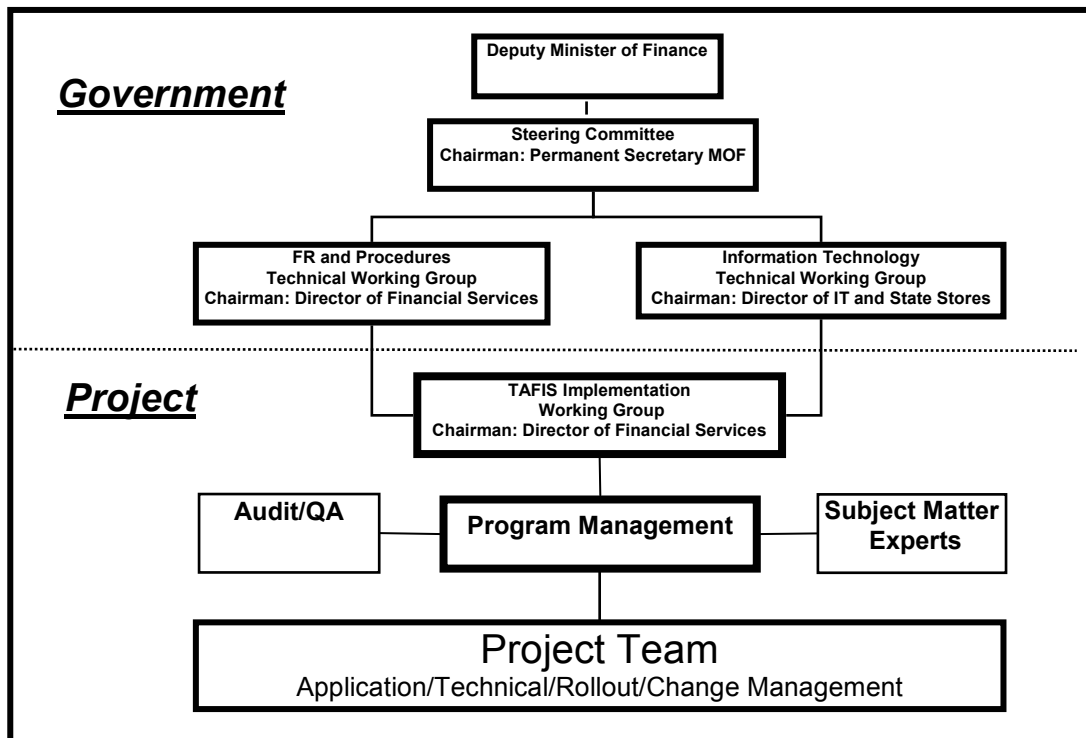 Deputy Minister of Finance
Government
Steering Committee
Chairman: Permanent Secretary MOF
FR and Procedures
Technical Working Group
Chairman: Director of Financial Services
Information Technology
Technical Working Group
Chairman: Director of IT and State Stores
Project
TAFIS Implementation
Working Group
Chairman: Director of Financial Services
Audit/QA
Program Management
Subject Matter
Experts
Project Team
Application/Technical/Rollout/Change Management